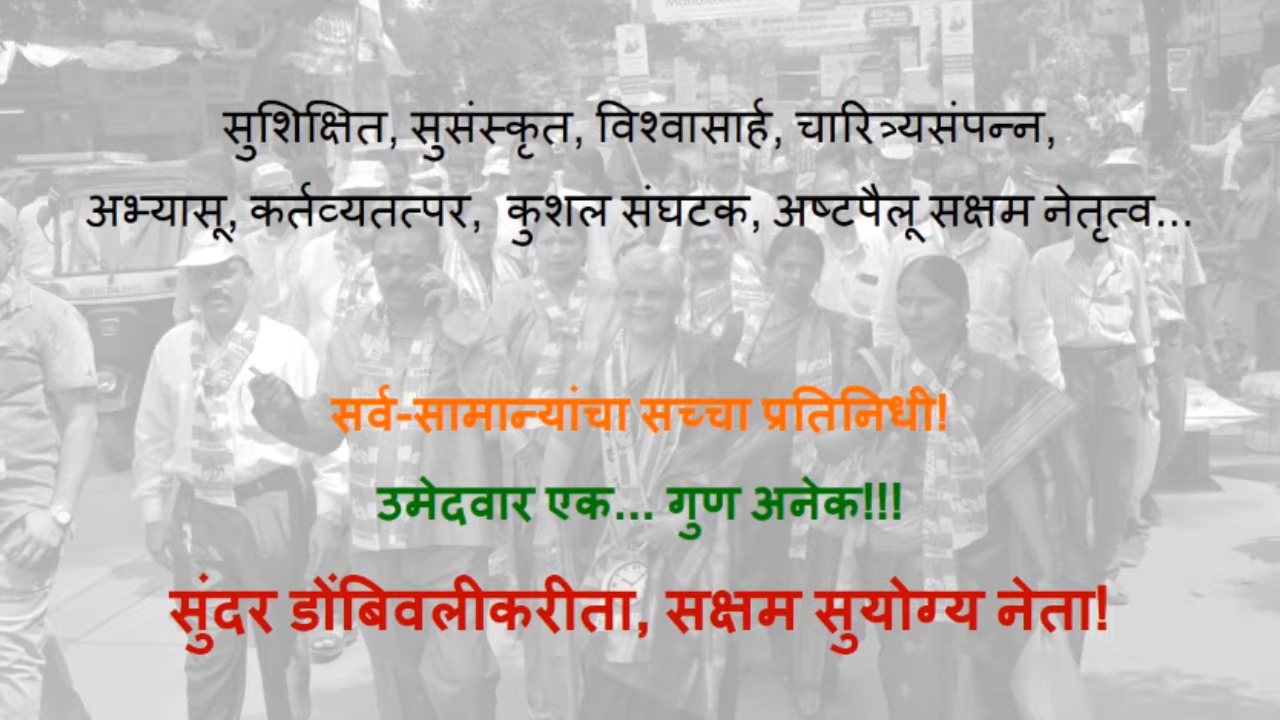 सुशिक्षित, सुसंस्कृत, विश्वासार्ह, चारित्र्यसंपन्न,
अभ्यासू, कर्तव्यतत्पर, कुशल संघटक, अष्टपैलू सक्षम नेतृत्व...
सर्व-सामान्यांचा सच्चा प्रतिनिधी!
उमेदवार एक... गुण अनेक!!!
सुंदर डोंबिवलीकरीता, सक्षम सुयोग्य नेता!